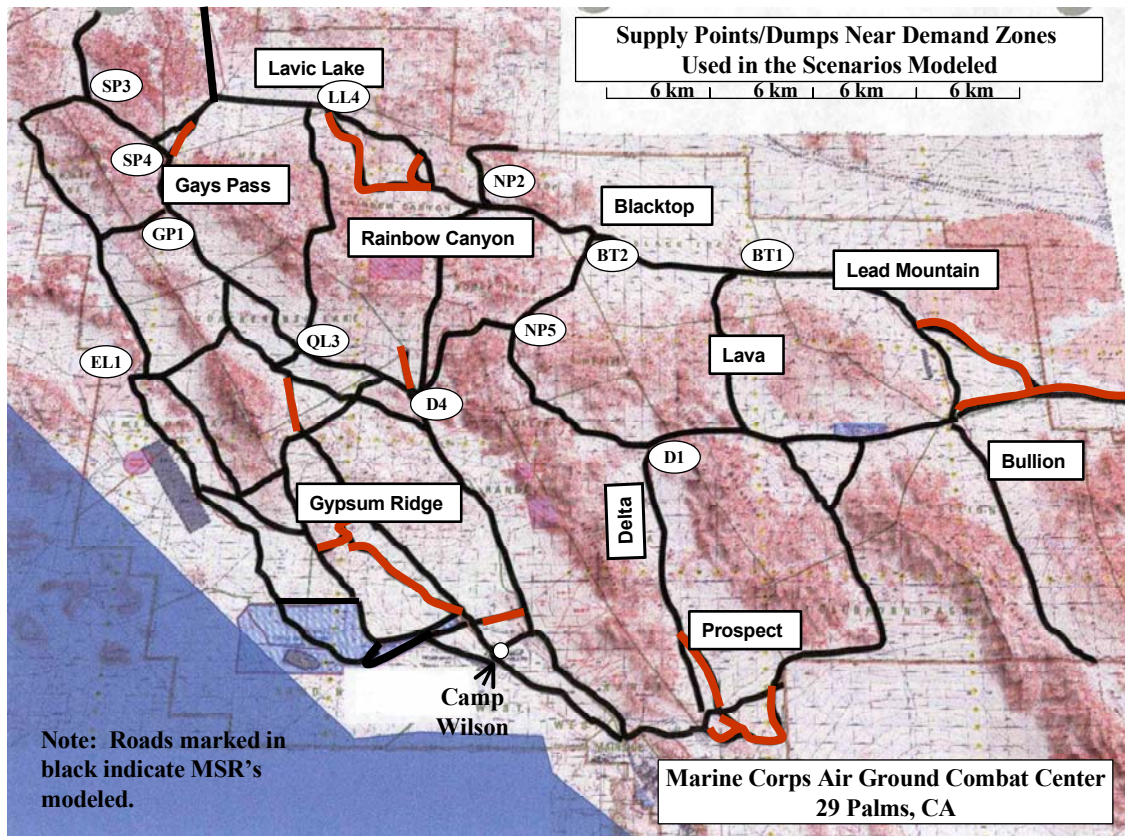 Supply Points/Dumps Near Demand Zones
Used in the Scenarios Modeled
6 km 6 km 6 km 6 km
Lavic Lake
SP3
LL4
SP4
Gays Pass
NP2
Blacktop
GP1
Rainbow Canyon
BT2
BT1
Lead Mountain
QL3
NP5
EL1
Lava
D4
D1
Bullion
Gypsum Ridge
Delta
Prospect
Camp
Wilson
Note: Roads marked in
black indicate MSR's
modeled.
Marine Corps Air Ground Combat Center
29 Palms, CA